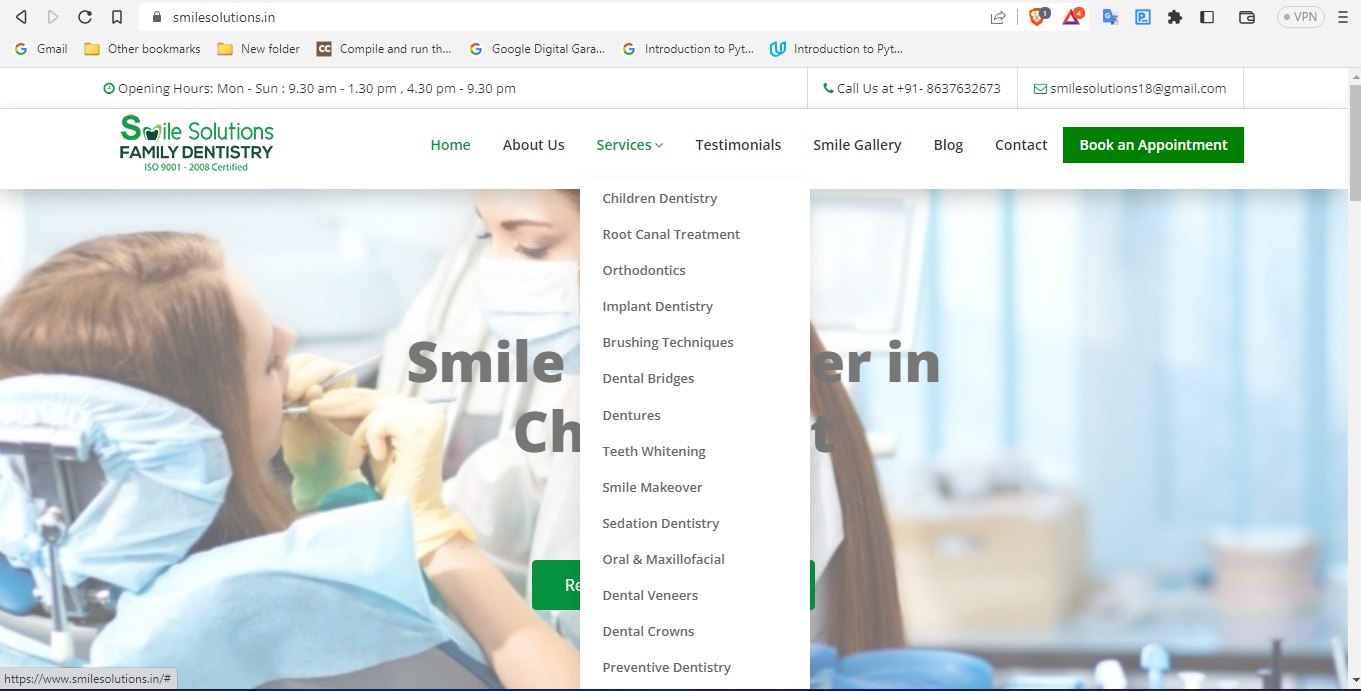 smilesolutions.in
1
4
VPN
Gmail
Other bookmarks
New folder
CC
Compile and run th...
Google Digital Gara...
Introduction to Pyt...
Introduction to Pyt...
Opening Hours: Mon - Sun : 9.30 am - 1.30 pm , 4.30 pm - 9.30 pm
Call Us at +91- 8637632673
smilesolutions18@gmail.com
Smile Solutions
FAMILY DENTISTRY
ISO 9001 - 2008 Certified
Home
About Us
Services
Testimonials
Smile Gallery
Blog
Contact
Book an Appointment
Children Dentistry
Root Canal Treatment
Orthodontics
Implant Dentistry
Brushing Techniques
Dental Bridges
Dentures
Teeth Whitening
Smile Makeover
Sedation Dentistry
Oral & Maxillofacial
Dental Veneers
Dental Crowns
Preventive Dentistry
Smile
er in
Ch
t
Re
https://www.smilesolutions.in/#